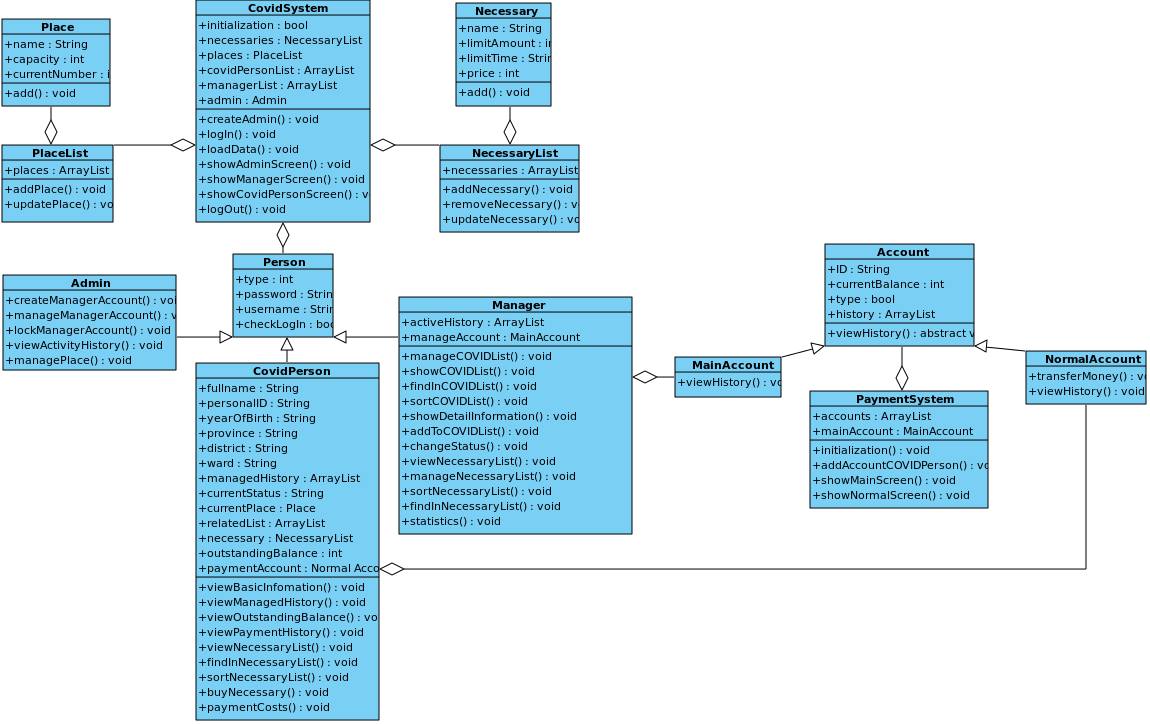 Place
+name : String
+capacity : int
+currentNumber : i
+add() : void
CovidSystem
+initialization : bool
+necessaries : NecessaryList
+places : PlaceList
+covidPersonList : ArrayList
+managerList : ArrayList
+admin : Admin
+createAdmin() : void
+logIn() : void
+loadData() : void
+showAdminScreen() : void
+showManagerScreen() : void
+showCovidPersonScreen() : v
+logOut() : void
Necessary
+name : String
+limitAmount : in
+limitTime : Strin
+price : int
+add() : void
PlaceList
+places : ArrayList
+addPlace() : void
+updatePlace() : vo
NecessaryList
+necessaries : ArrayList
+addNecessary() : void
+removeNecessary() : v
+updateNecessary() : vo
Person
+type : int
+password : Strin
+username : Strin
+checkLogIn : boo
Admin
+createManagerAccount() : voi
+manageManagerAccount() : v
+lockManagerAccount() : void
+viewActivityHistory() : void
+managePlace() : void
Manager
+activeHistory : ArrayList
+manageAccount : MainAccount
+manageCOVIDList() : void
+showCOVIDList() : void
+findInCOVIDList() : void
+sortCOVIDList() : void
+showDetailInformation() : void
+addToCOVIDList() : void
+changeStatus() : void
+viewNecessaryList() : void
+manageNecessaryList() : void
+sortNecessaryList() : void
+findInNecessaryList() : void
+statistics() : void
CovidPerson
+fullname : String
+personalID : String
+yearOfBirth : String
+province : String
+district : String
+ward : String
+managedHistory : ArrayList
+currentStatus : String
+currentPlace : Place
+relatedList : ArrayList
+necessary : NecessaryList
+outstandingBalance : int
+paymentAccount : Normal Acco
+viewBasicInfomation() : void
+viewManagedHistory() : void
+viewOutstandingBalance() : vo
+viewPaymentHistory() : void
+viewNecessaryList() : void
+findInNecessaryList() : void
+sortNecessaryList() : void
+buyNecessary() : void
+paymentCosts() : void
Account
+ID : String
+currentBalance : int
+type : bool
+history : ArrayList
+viewHistory() : abstract v
MainAccount
+viewHistory() : vo
NormalAccount
+transferMoney() : vo
+viewHistory() : void
PaymentSystem
+accounts : ArrayList
+mainAccount : MainAccount
+initialization() : void
+addAccountCOVIDPerson() : vo
+showMainScreen() : void
+showNormalScreen() : void